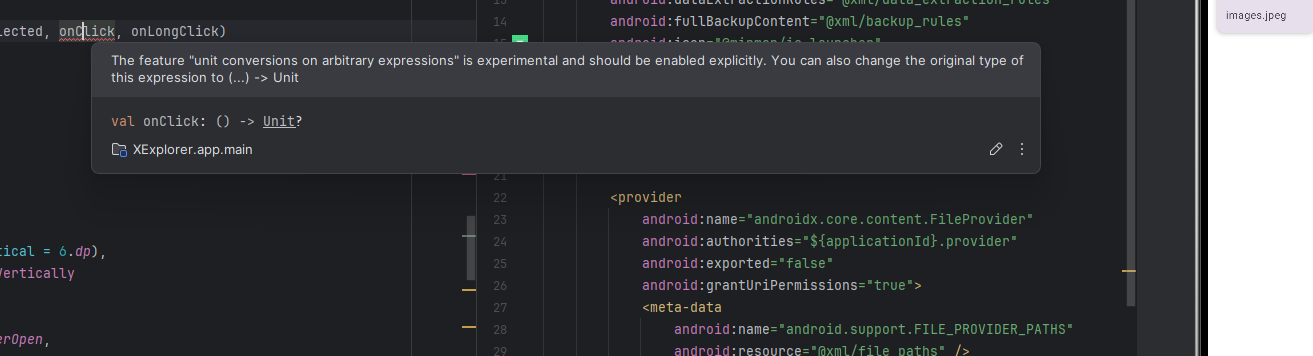 lected, onClick, onLongClick)
The feature "unit conversions on arbitrary expressions" is experimental and should be enabled explicitly. You can also change the original type of
this expression to (...) -> Unit
val onClick: () -> Unit?
XExplorer.app.main
tical = 6.dp),
Vertically
erOpen,
13 android:dataExtractionRules="@xml/data_extraction_rules"
14 android:fullBackupContent="@xml/backup_rules"
15 android:icon="@mipmap/ic_launcher"
21
22 <provider
23 android:name="androidx.core.content.FileProvider"
24 android:authorities="${applicationId}.provider"
25 android:exported="false"
26 android:grantUriPermissions="true">
27 <meta-data
28 android:name="android.support.FILE_PROVIDER_PATHS"
29 android:resource="@xml/file_paths" />
images.jpeg